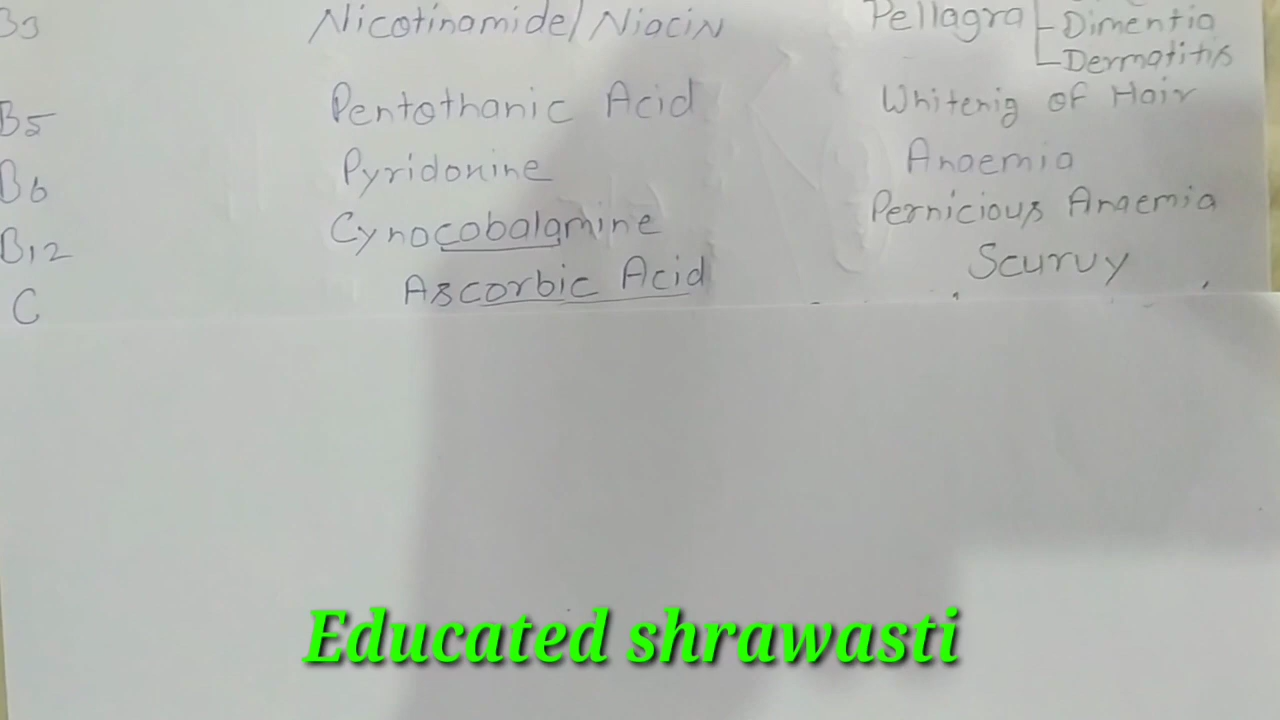 B3 Nicotinamide/Niacin Pellagra Dimentia
Dermatitis
B5 Pentothanic Acid Whitenig of Hair
B6 Pyridonine Anaemia
B12 Cynocobalamine Pernicious Anaemia
C Ascorbic Acid Scurvy
Educated shrawasti